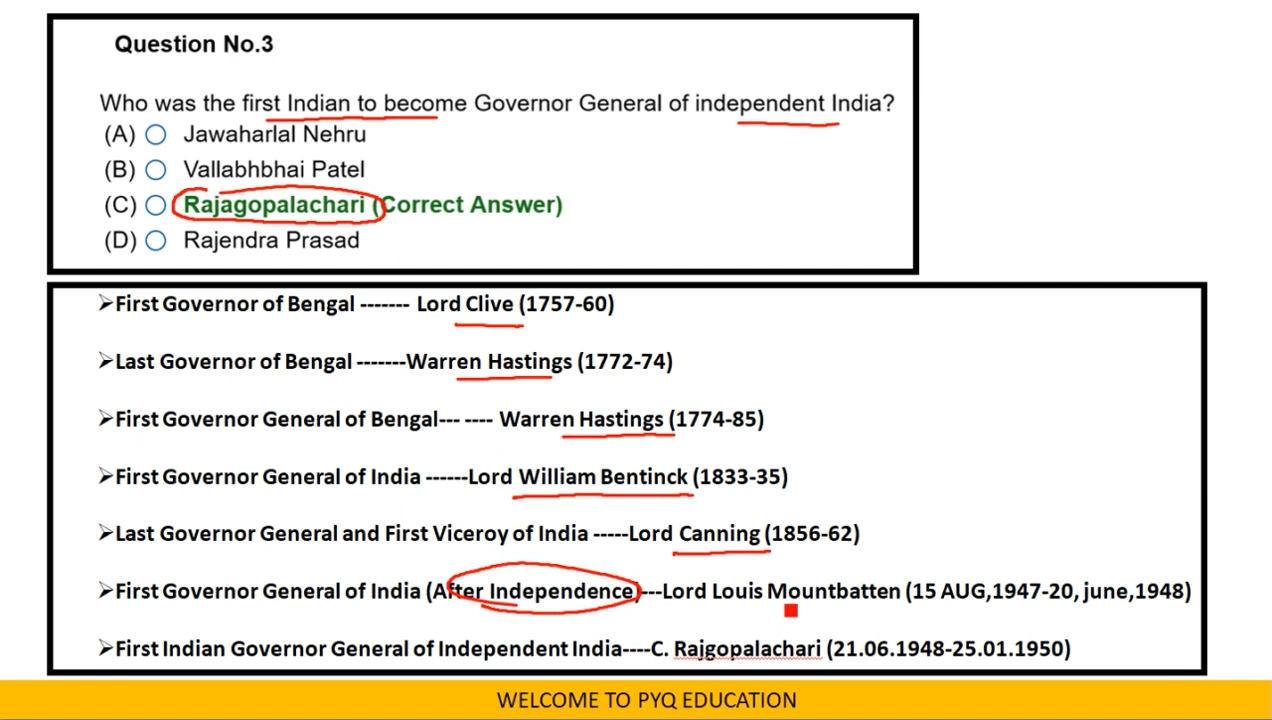 Question No.3
Who was the first Indian to become Governor General of independent India?
(A) Jawaharlal Nehru
(B) Vallabhbhai Patel
(C) Rajagopalachari (Correct Answer)
(D) Rajendra Prasad
➢First Governor of Bengal ------- Lord Clive (1757-60)
➢Last Governor of Bengal -------Warren Hastings (1772-74)
➢First Governor General of Bengal--- ---- Warren Hastings (1774-85)
➢First Governor General of India ------Lord William Bentinck (1833-35)
➢Last Governor General and First Viceroy of India -----Lord Canning (1856-62)
➢First Governor General of India (After Independence)---Lord Louis Mountbatten (15 AUG,1947-20, june,1948)
➢First Indian Governor General of Independent India----C. Rajgopalachari (21.06.1948-25.01.1950)
WELCOME TO PYQ EDUCATION